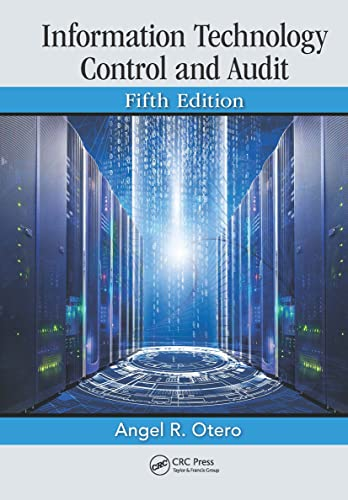 Information Technology
Control and Audit
Fifth Edition
Angel R. Otero
CRC Press
Taylor & Francis Group